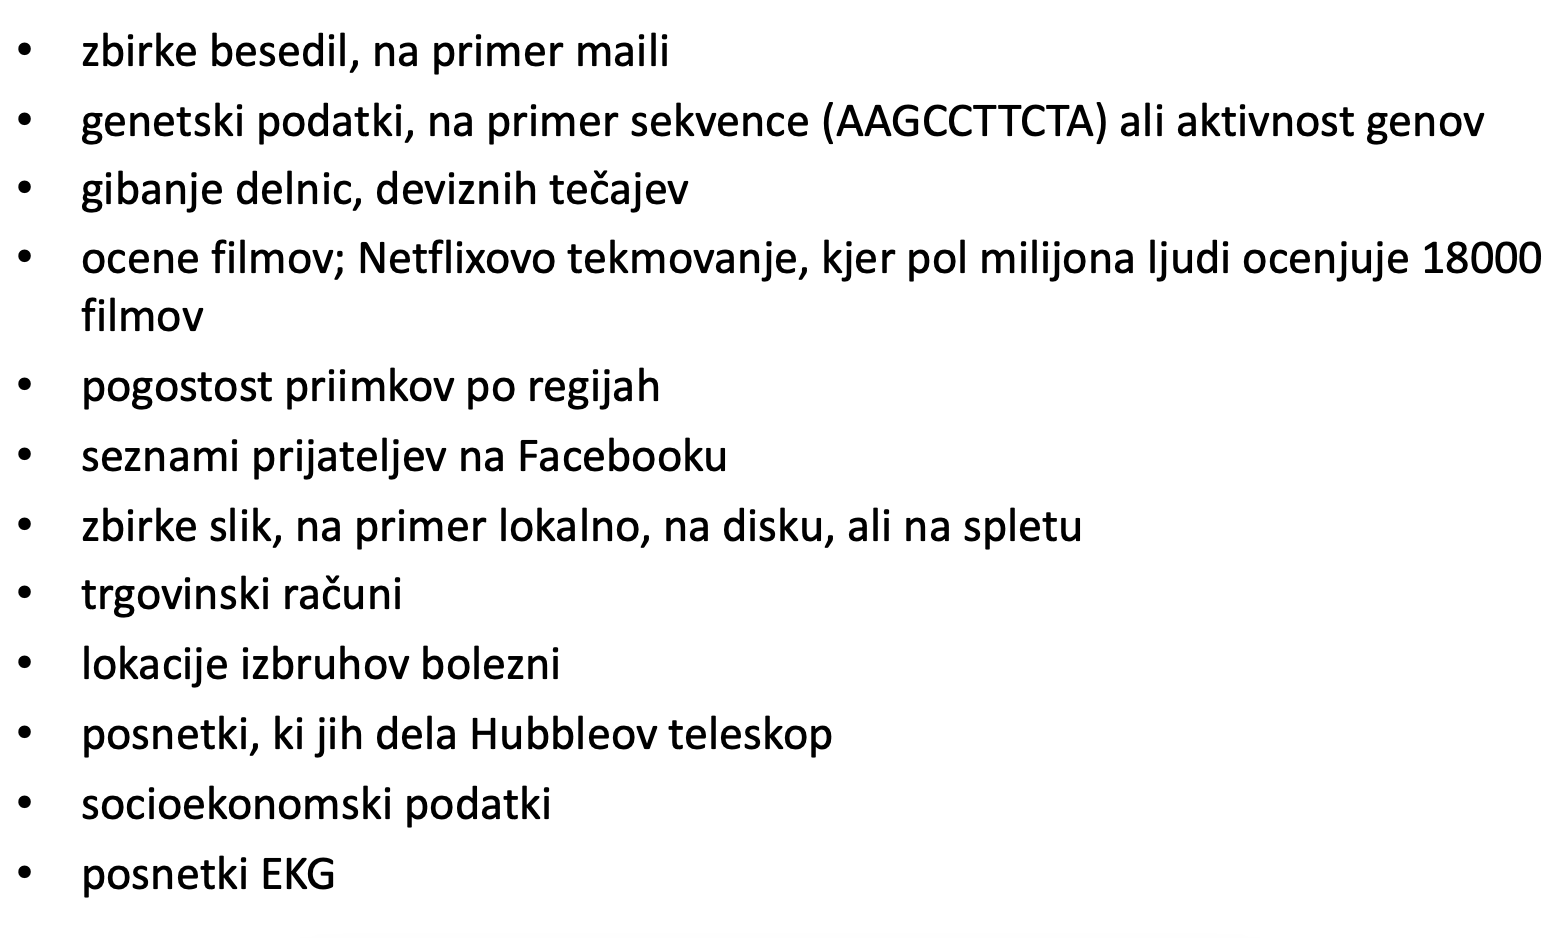 • zbirke besedil, na primer maili
• genetski podatki, na primer sekvence (AAGCCTTCTA) ali aktivnost genov
• gibanje delnic, deviznih tečajev
• ocene filmov; Netflixovo tekmovanje, kjer pol milijona ljudi ocenjuje 18000
filmov
• pogostost priimkov po regijah
• seznami prijateljev na Facebooku
• zbirke slik, na primer lokalno, na disku, ali na spletu
• trgovinski računi
• lokacije izbruhov bolezni
• posnetki, ki jih dela Hubbleov teleskop
• socioekonomski podatki
• posnetki EKG